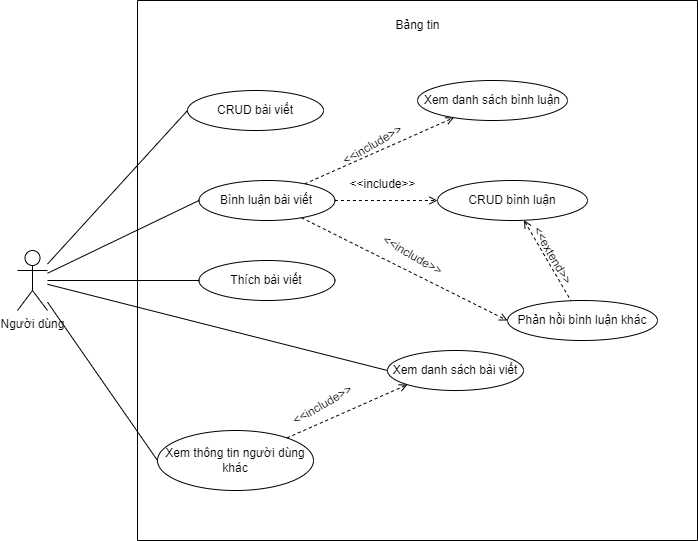 Bảng tin
CRUD bài viết
Xem danh sách bình luận
<<include>>
Bình luận bài viết
<<include>>
CRUD bình luận
<<include>>
<<extend>>
Thích bài viết
Người dùng
Phản hồi bình luận khác
Xem danh sách bài viết
<<include>>
Xem thông tin người dùng
khác